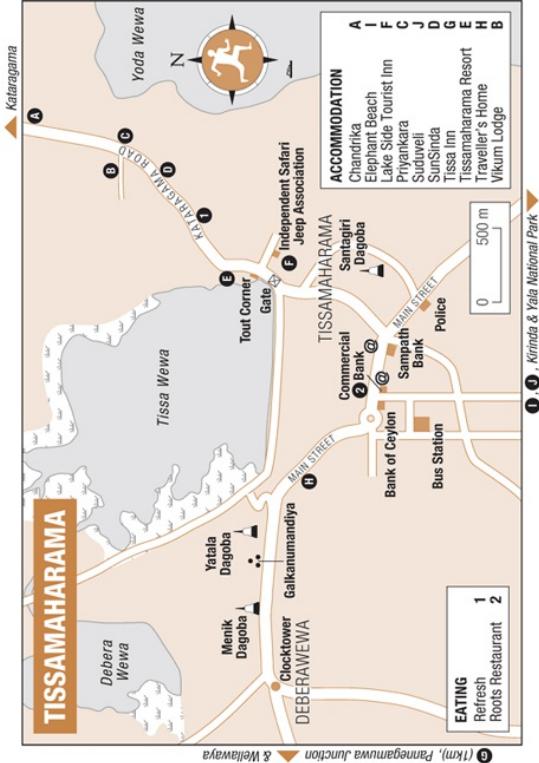 TISSAMAHARAMA
Debera
Wewa
Tissa Wewa
Yoda Wewa
N
Kataragama
A
B
C
D
KATARAGAMA ROAD
1
E
Tout Corner
Gate
F
Independent Safari
Jeep Association
TISSAMAHARAMA
Santagiri
Dagoba
MAIN STREET
Police
Commercial
Bank
2
@
@
Sampath
Bank
Bank of Ceylon
Bus Station
MAIN STREET
H
Yatala
Dagoba
Galkanumandiya
Menik
Dagoba
Clocktower
DEBERAWEWA
G (1km), Pannegamuwa Junction
& Wellawaya
I, J, Kirinda & Yala National Park
0 500 m
EATING
Refresh 1
Roots Restaurant 2
ACCOMMODATION
Chandrika A
Elephant Beach I
Lake Side Tourist Inn F
Priyankara C
Suduveli J
SunSinda D
Tissa Inn G
Tissamaharama Resort E
Traveller's Home H
Vikum Lodge B